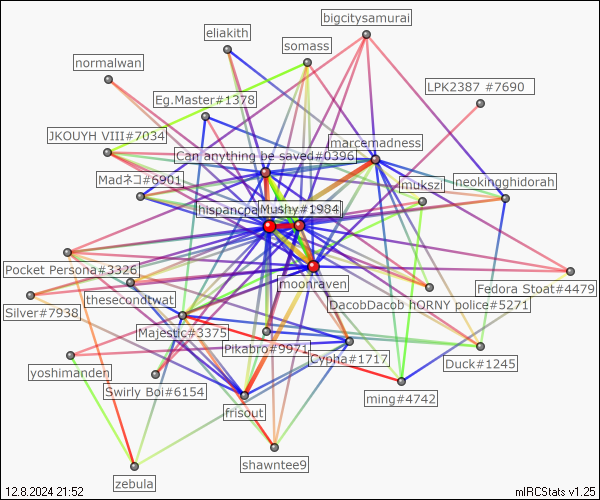 bigcitysamurai
eliakith
somass
normalwan
LPK2387 #7690
Eg.Master#1378
JKOUYH VIII#7034
marcemadness
Can anything be saved#0396
Madネコ#6901
mukszi
neokingghidorah
hispancpa
Mushy#1984
Pocket Persona#3326
moonraven
Fedora Stoat#4479
thesecondtwat
Silver#7938
DacobDacob hORNY police#5271
Majestic#3375
Pikabro#9971
Cypha#1717
Duck#1245
yoshimanden
Swirly Boi#6154
ming#4742
frisout
shawntee9
zebula
12.8.2024 21:52
mIRCStats v1.25